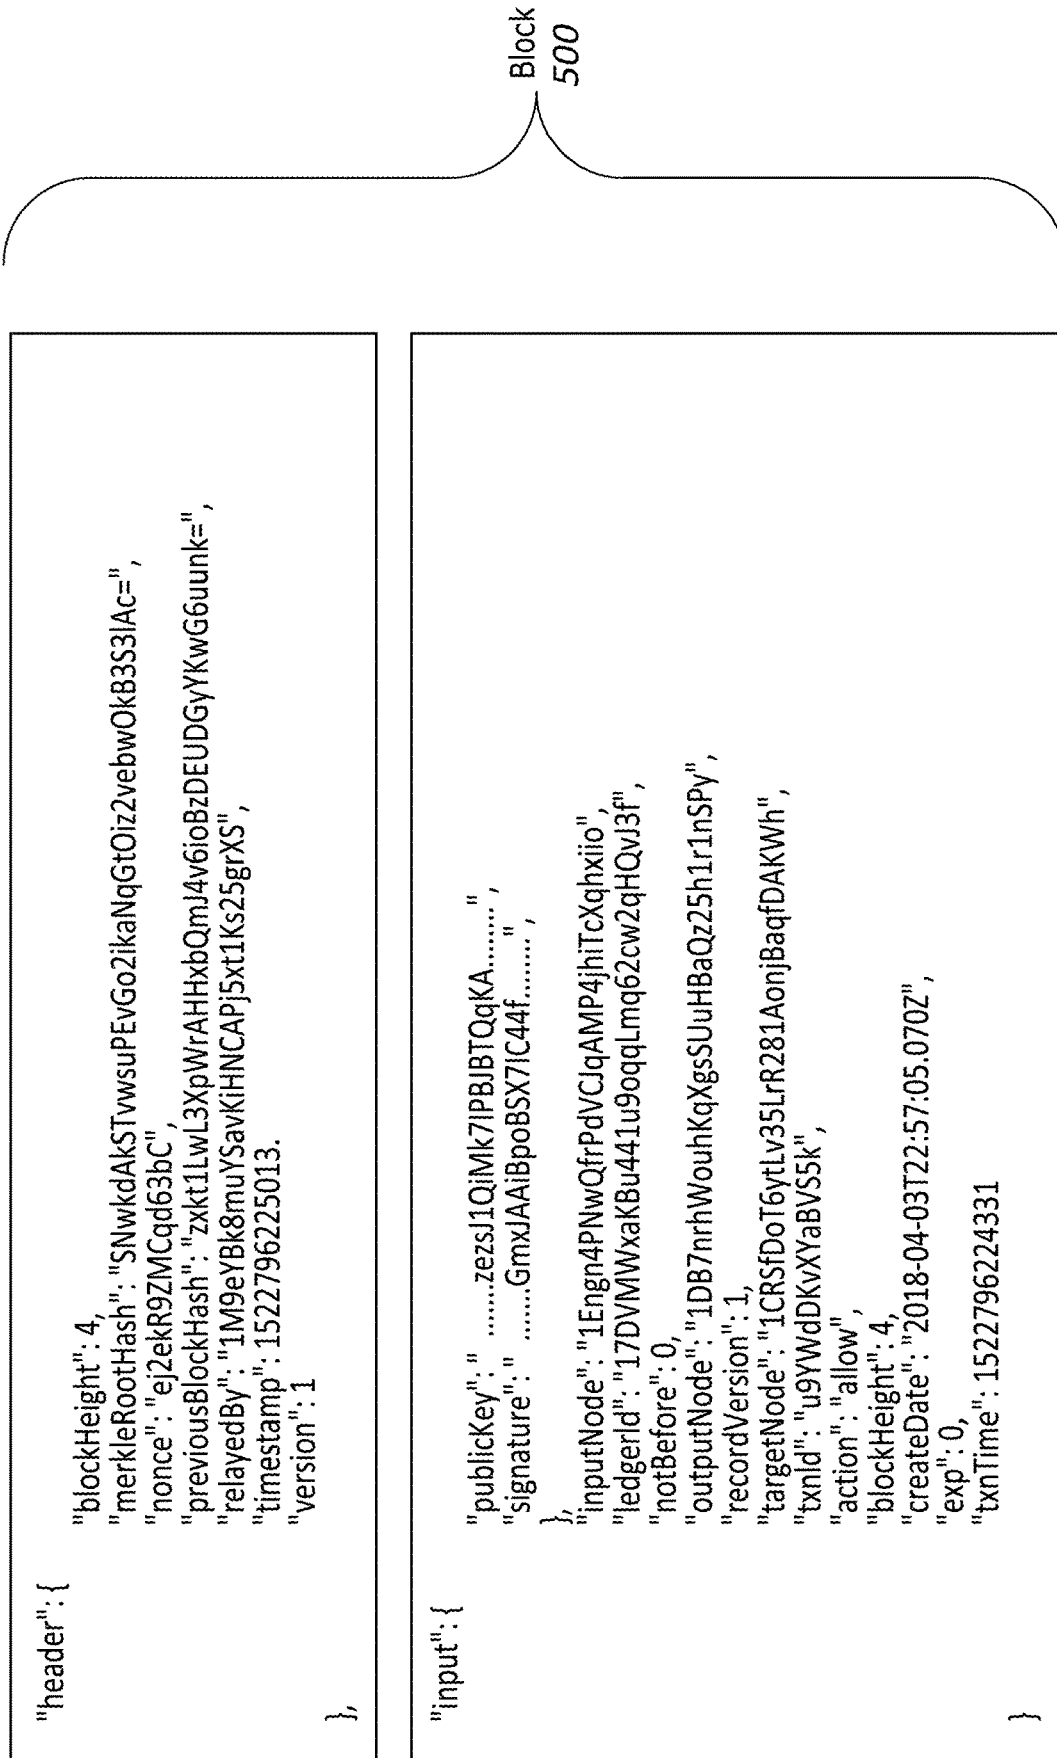 "header": {
"blockHeight": 4,
"merkleRootHash": "SNwkdAkSTvwsuPEvGo2ikaNqGtOiz2vebwOkB3S3lAc=",
"nonce": "ej2ekR9ZMCqd63bC",
"previousBlockHash": "zxkt1LwL3XpWrAHHxbQmJ4v6ioBzDEUDGyYKwG6uunk=",
"relayedBy": "1M9eYBk8muYSavKiHNCAPj5xt1Ks25grXS",
"timestamp": 1522796225013.
"version": 1
},
"input": {
"publicKey": " ........zezsJ1QiMk7lPBJBTQqKA........"
"signature": " .......GmxJAAiBpoBSX7lC44f........",
},
"inputNode": "1Engn4PNwQfrPdVCJqAMP4jhiTcXqhxiio",
"ledgerId": "17DVMWxaKBu441u9oqqLmq62cw2qHQvJ3f",
"notBefore": 0,
"outputNode": "1DB7nrhWouhKqXgsSUuHBaQz25h1r1nSPy",
"recordVersion": 1,
"targetNode": "1CRSfDoT6ytLv35LrR281AonjBaqfDAKWh",
"txnId": "u9YWdDKvXYaBVS5k",
"action": "allow",
"blockHeight": 4,
"createDate": "2018-04-03T22:57:05.070Z",
"exp": 0,
"txnTime": 1522796224331
}
Block
500